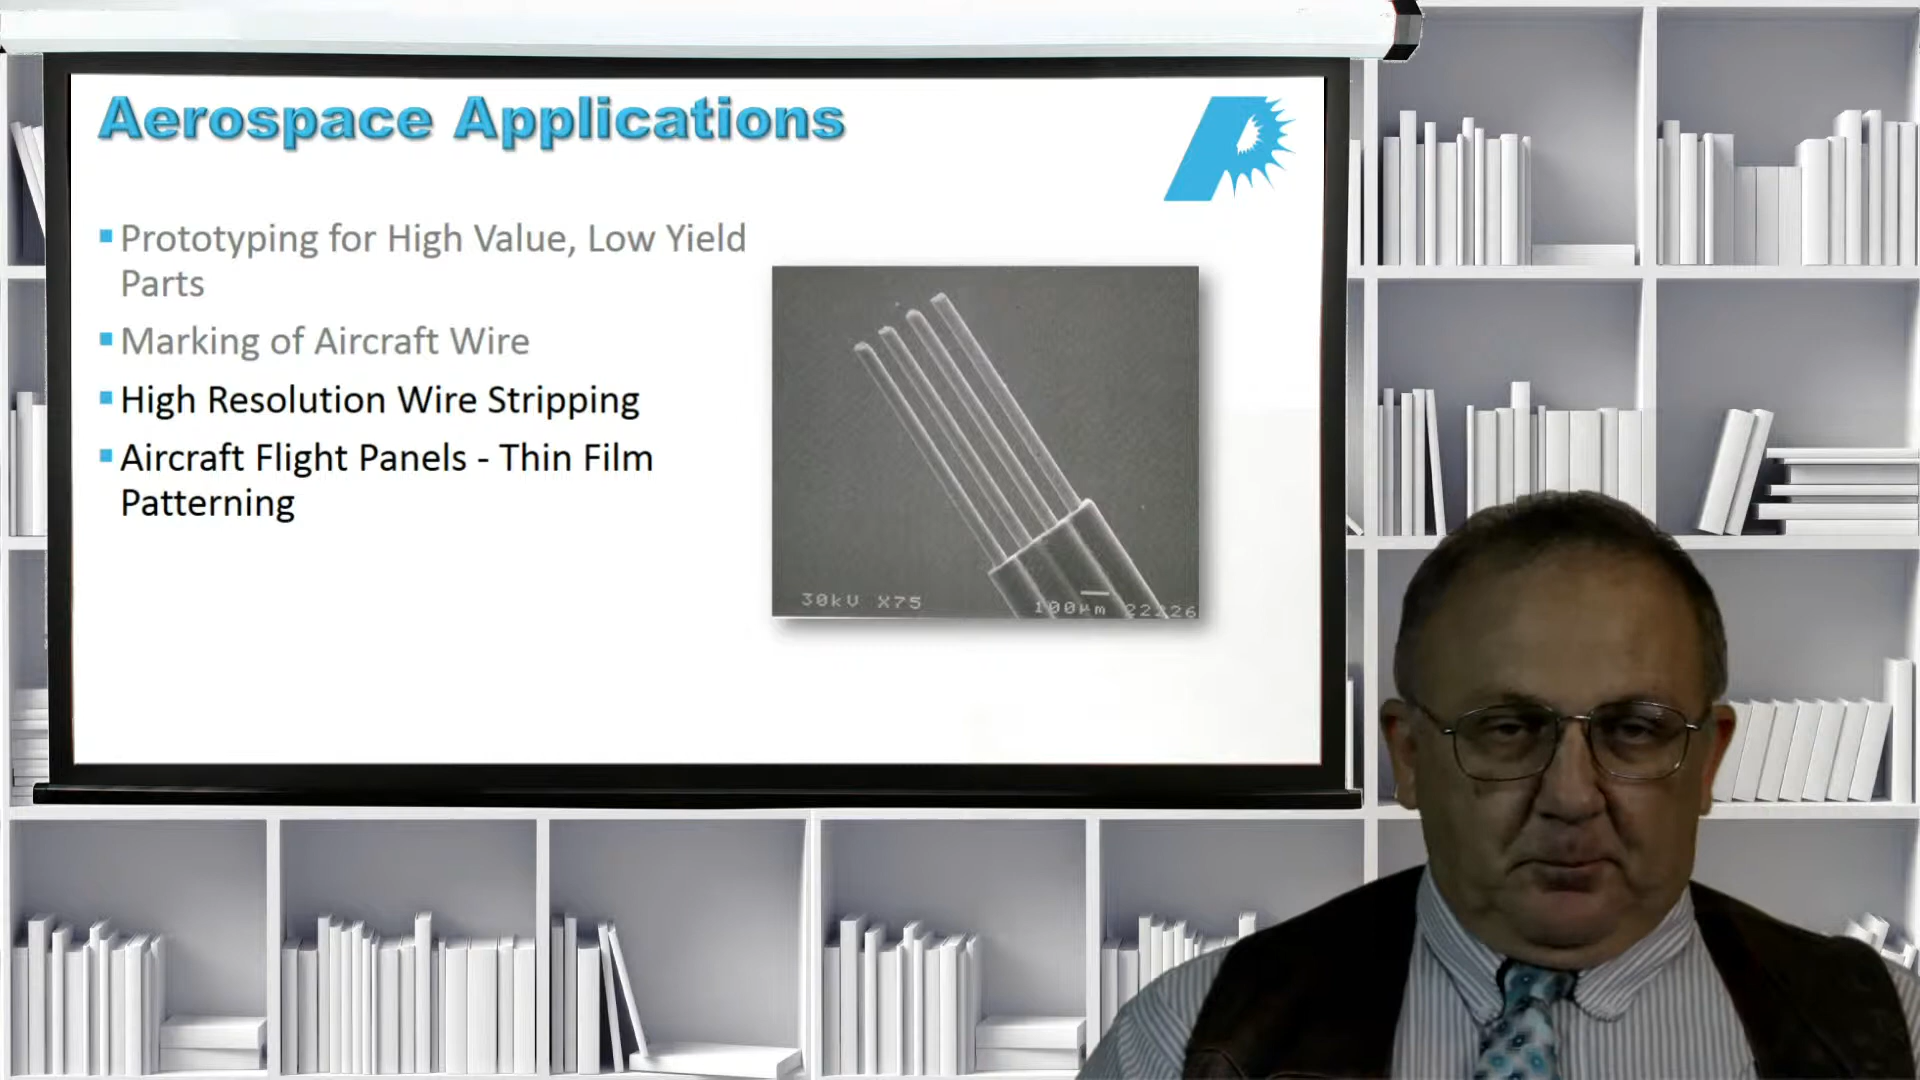 Aerospace Applications
Prototyping for High Value, Low Yield
Parts
Marking of Aircraft Wire
High Resolution Wire Stripping
Aircraft Flight Panels - Thin Film
Patterning
30kV X75 100µm 22226